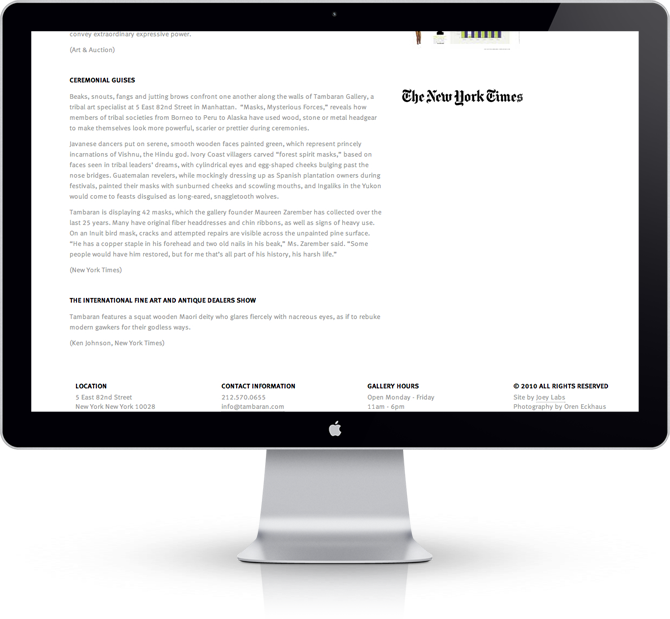 convey extraordinary expressive power.
(Art & Auction)
CEREMONIAL GUISES
Beaks, snouts, fangs and jutting brows confront one another along the walls of Tambaran Gallery, a
tribal art specialist at 5 East 82nd Street in Manhattan. "Masks, Mysterious Forces," reveals how
members of tribal societies from Borneo to Peru to Alaska have used wood, stone or metal headgear
to make themselves look more powerful, scarier or prettier during ceremonies.
Javanese dancers put on serene, smooth wooden faces painted green, which represent princely
incarnations of Vishnu, the Hindu god. Ivory Coast villagers carved "forest spirit masks," based on
faces seen in tribal leaders' dreams, with cylindrical eyes and egg-shaped cheeks bulging past the
nose bridges. Guatemalan revelers, while mockingly dressing up as Spanish plantation owners during
festivals, painted their masks with sunburned cheeks and scowling mouths, and Ingaliks in the Yukon
would come to feasts disguised as long-eared, snaggletooth wolves.
Tambaran is displaying 42 masks, which the gallery founder Maureen Zarember has collected over the
last 25 years. Many have original fiber headdresses and chin ribbons, as well as signs of heavy use.
On an Inuit bird mask, cracks and attempted repairs are visible across the unpainted pine surface.
"He has a copper staple in his forehead and two old nails in his beak," Ms. Zarember said. "Some
people would have him restored, but for me that's all part of his history, his harsh life."
(New York Times)
The New York Times
THE INTERNATIONAL FINE ART AND ANTIQUE DEALERS SHOW
Tambaran features a squat wooden Maori deity who glares fiercely with nacreous eyes, as if to rebuke
modern gawkers for their godless ways.
(Ken Johnson, New York Times)
LOCATION
5 East 82nd Street
New York New York 10028
CONTACT INFORMATION
212.570.0655
info@tambaran.com
GALLERY HOURS
Open Monday - Friday
11am - 6pm
© 2010 ALL RIGHTS RESERVED
Site by Joey Labs
Photography by Oren Eckhaus